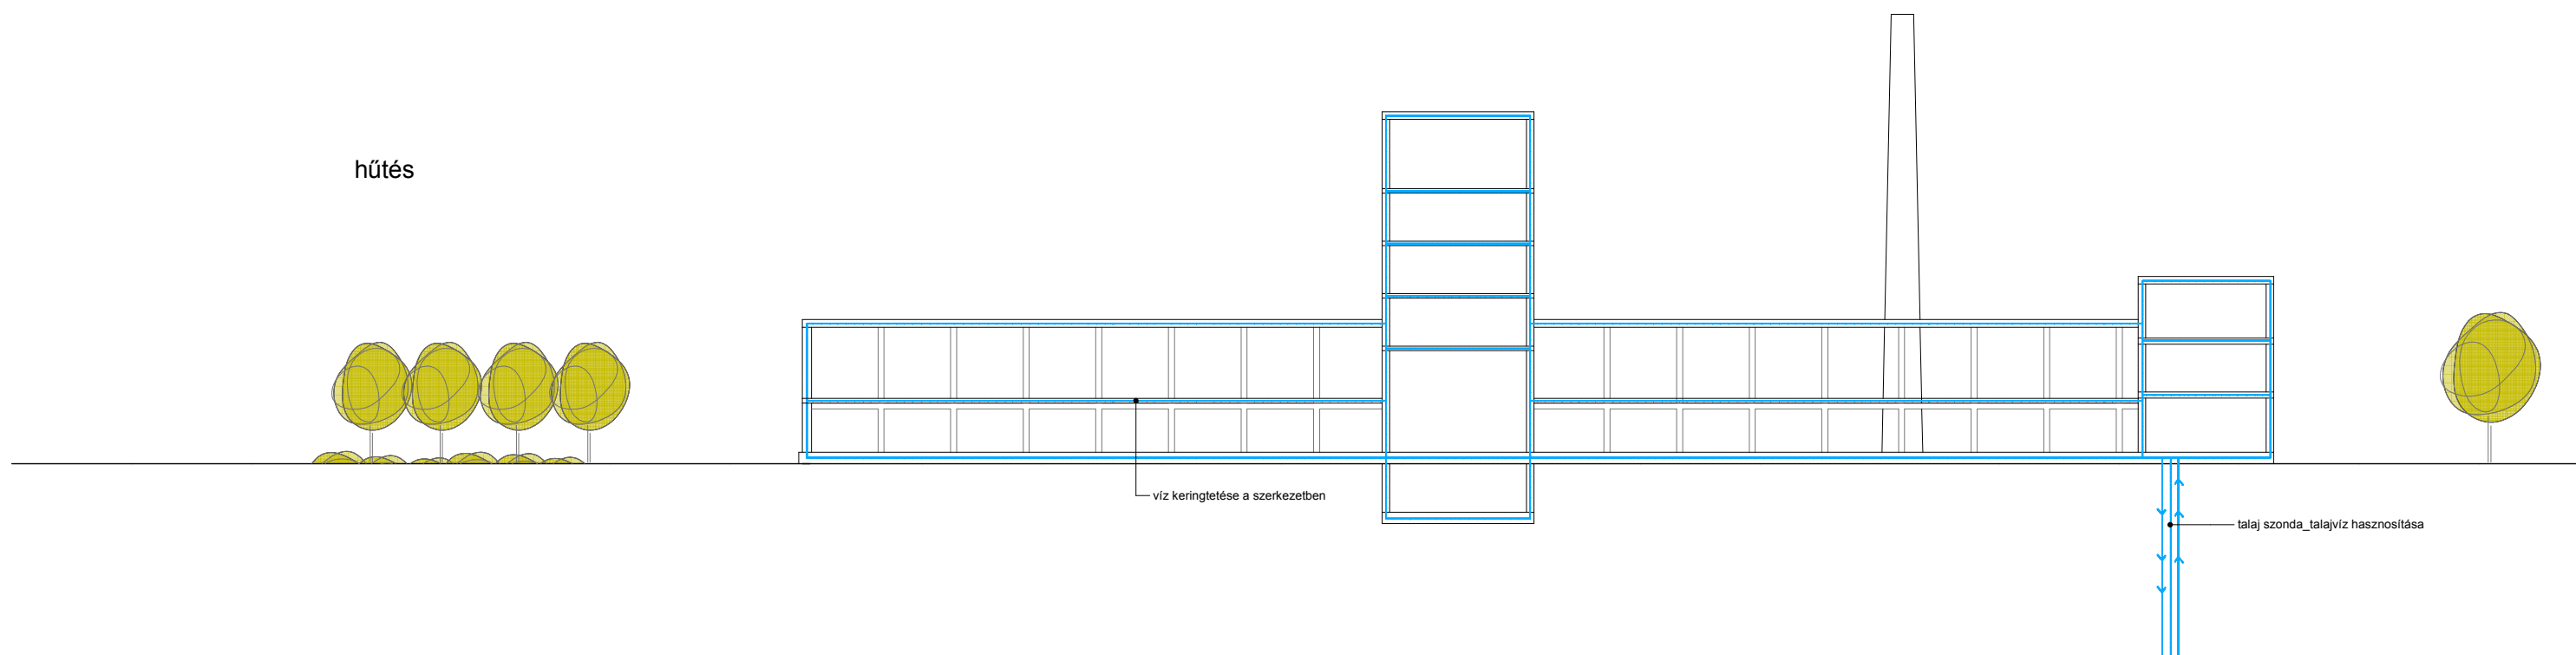 hűtés
víz keringtetése a szerkezetben
talaj szonda_talajvíz hasznosítása